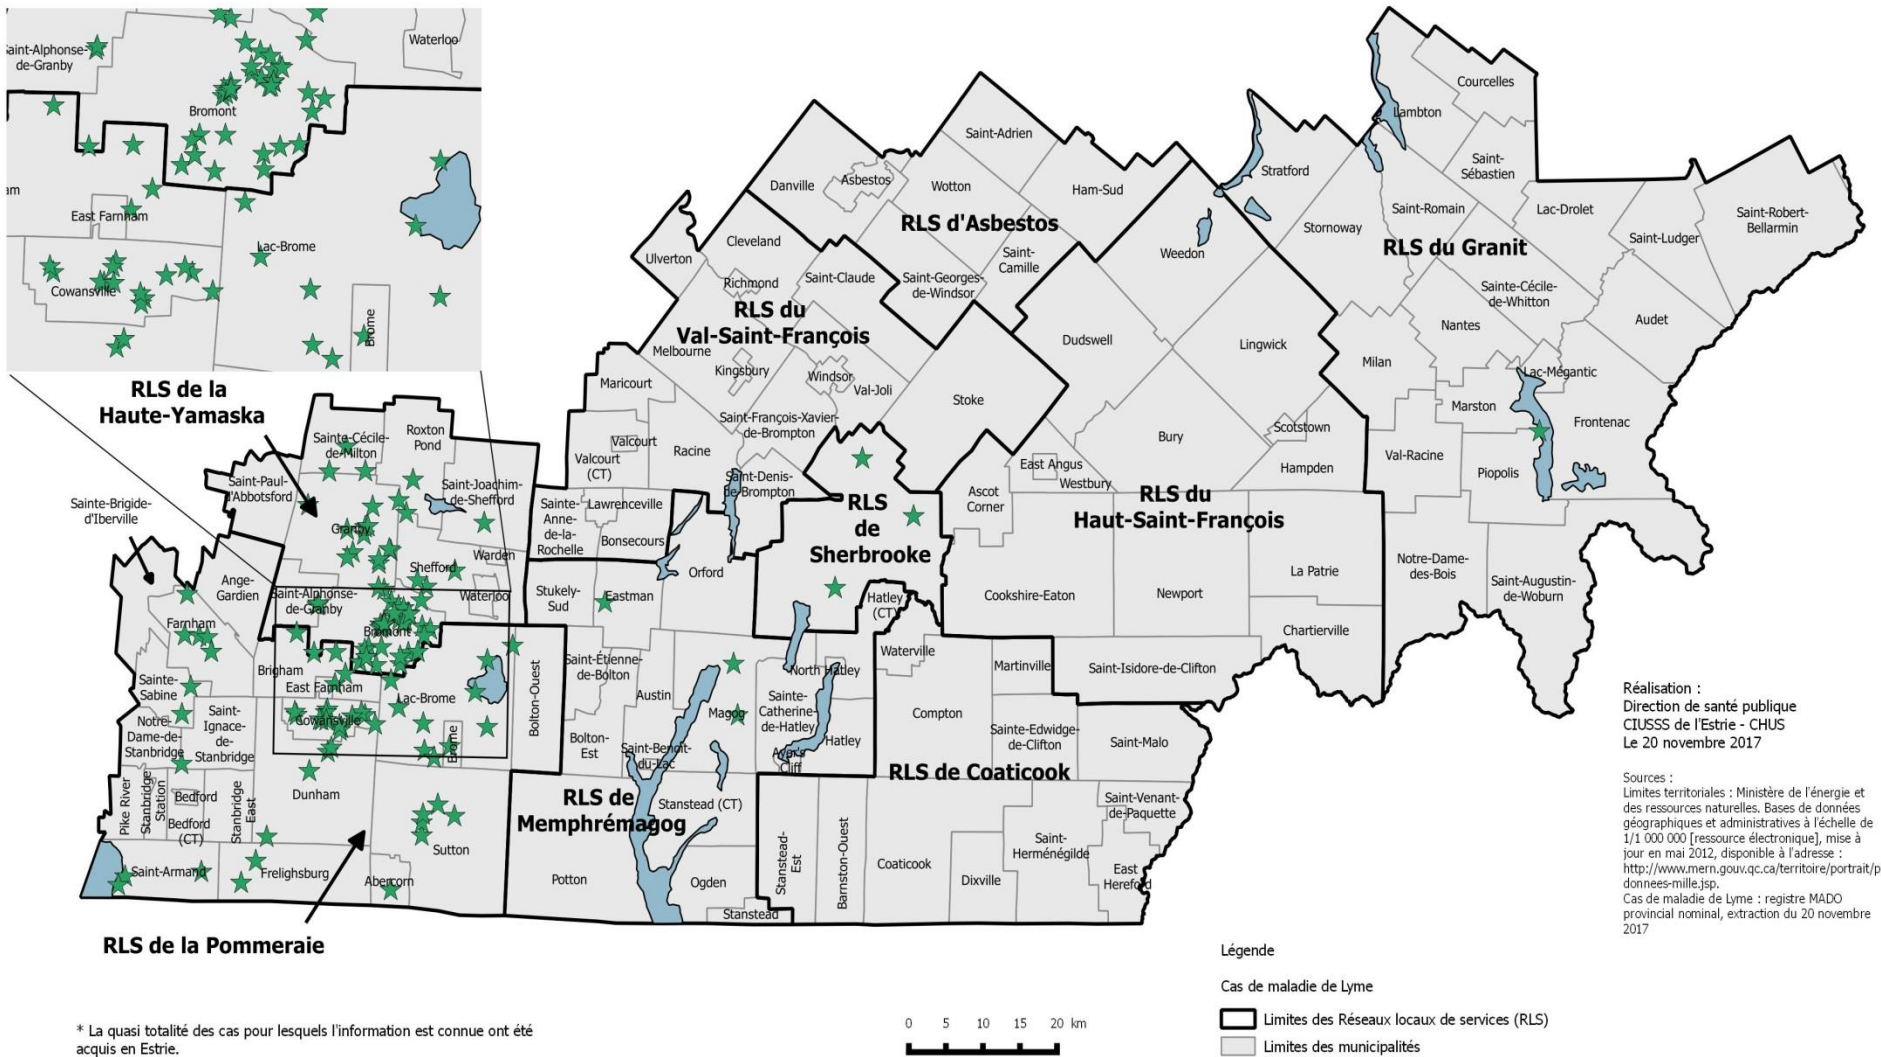 Saint-Alphonse-
de-Granby
Waterloo
Bromont
am
East Farnham
Lac-Brome
Cowansville
Brome
RLS de la
Haute-Yamaska
Sainte-Cécile-
de-Milton
Roxton
Pond
Saint-Paul-
d'Abbotsford
Saint-Joachim-
de-Shefford
Sainte-Brigide-
d'Iberville
Granby
Warden
Shefford
Ange-
Gardien
Saint-Alphonse-
de-Granby
Waterloo
Farnham
Bromont
Brigham
East Farnham
Sainte-
Sabine
Lac-Brome
Cowansville
Notre-
Dame-de-
Stanbridge
Saint-
Ignace-
de-
Stanbridge
Brome
Bolton-Ouest
Pike River
Stanbridge
Station
Bedford
Bedford
(CT)
Stanbridge
East
Dunham
Sutton
Saint-Armand
Frelighsburg
Abercorn
RLS de la Pommeraie
Ulverton
Cleveland
Richmond
Saint-Claude
RLS du
Val-Saint-François
Melbourne
Kingsbury
Windsor
Val-Joli
Maricourt
Saint-François-Xavier-
de-Brompton
Valcourt
Valcourt
(CT)
Racine
Saint-Denis-
de-Brompton
Sainte-
Anne-
de-la-
Rochelle
Lawrenceville
Bonsecours
Danville
Asbestos
Saint-Adrien
Wotton
Ham-Sud
RLS d'Asbestos
Saint-
Camille
Saint-Georges-
de-Windsor
Stoke
RLS
de
Sherbrooke
Orford
Stukely-
Sud
Eastman
Hatley
(CT)
Saint-Étienne-
de-Bolton
Austin
Magog
North Hatley
Sainte-
Catherine-
de-Hatley
Hatley
Bolton-
Est
Saint-Benoît-
du-Lac
Ayer's
Cliff
RLS de
Memphrémagog
Stanstead (CT)
Potton
Ogden
Stanstead
Stanstead-
Est
Barnston-Ouest
Waterville
Martinville
Compton
Sainte-Edwidge-
de-Clifton
Saint-Malo
RLS de Coaticook
Saint-Venant-
de-Paquette
Coaticook
Dixville
Saint-
Herménégilde
East
Hereford
Weedon
Dudswell
Lingwick
Bury
Scotstown
Hampden
East Angus
Westbury
Ascot
Corner
RLS du
Haut-Saint-François
Cookshire-Eaton
Newport
La Patrie
Chartierville
Saint-Isidore-de-Clifton
Courcelles
Lambton
Saint-
Sébastien
Stratford
Saint-Romain
Lac-Drolet
Stornoway
RLS du Granit
Saint-Ludger
Saint-Robert-
Bellarmin
Sainte-Cécile-
de-Whitton
Nantes
Audet
Milan
Lac-Mégantic
Marston
Frontenac
Val-Racine
Piopolis
Notre-Dame-
des-Bois
Saint-Augustin-
de-Woburn
Réalisation :
Direction de santé publique
CIUSSS de l'Estrie - CHUS
Le 20 novembre 2017
Sources :
Limites territoriales : Ministère de l'énergie et
des ressources naturelles. Bases de données
géographiques et administratives à l'échelle de
1/1 000 000 [ressource électronique], mise à
jour en mai 2012, disponible à l'adresse :
http://www.mern.gouv.qc.ca/territoire/portrait/p
donnees-mille.jsp.
Cas de maladie de Lyme : registre MADO
provincial nominal, extraction du 20 novembre
2017
Légende
Cas de maladie de Lyme
Limites des Réseaux locaux de services (RLS)
Limites des municipalités
0 5 10 15 20 km
* La quasi totalité des cas pour lesquels l'information est connue ont été
acquis en Estrie.